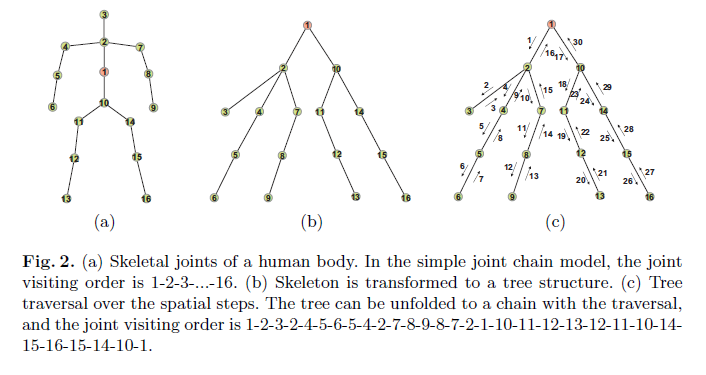 3
4 2 7
5 1 8
6 10 9
11 14
12 15
13 16
(a)
1
2 10
3 4 7 11 14
5 8 12 15
6 9 13 16
(b)
1
1 16 17 30
2 10
2 4 9 10 15 18 23 24 29
3 3 4 7 11 14
5 8 11 14 19 22 25 28
5 8 12 15
6 7 12 13 20 21 26 27
6 9 13 16
(c)
Fig. 2. (a) Skeletal joints of a human body. In the simple joint chain model, the joint
visiting order is 1-2-3-...-16. (b) Skeleton is transformed to a tree structure. (c) Tree
traversal over the spatial steps. The tree can be unfolded to a chain with the traversal,
and the joint visiting order is 1-2-3-2-4-5-6-5-4-2-7-8-9-8-7-2-1-10-11-12-13-12-11-10-14-
15-16-15-14-10-1.